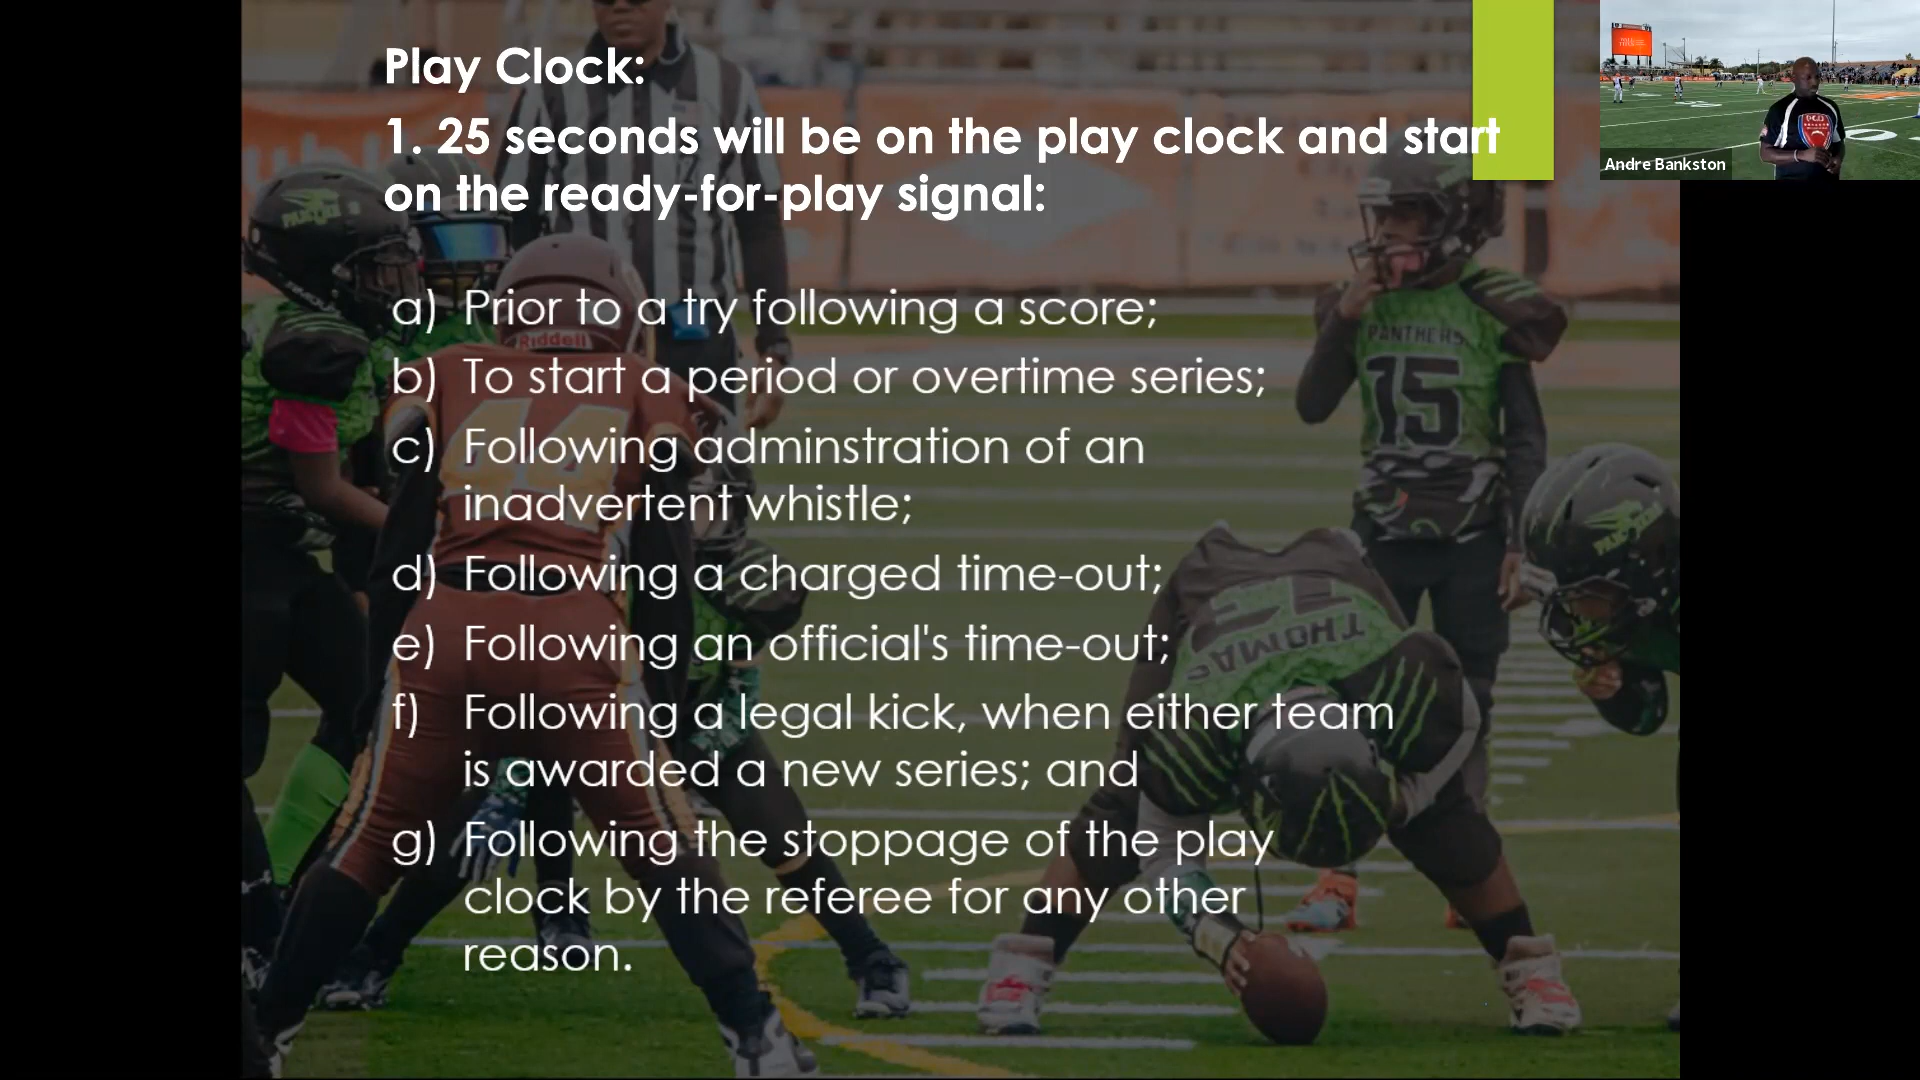 Play Clock:
1. 25 seconds will be on the play clock and start
on the ready-for-play signal:
a) Prior to a try following a score;
b) To start a period or overtime series;
c) Following adminstration of an
inadvertent whistle;
d) Following a charged time-out;
e) Following an official's time-out;
f) Following a legal kick, when either team
is awarded a new series; and
g) Following the stoppage of the play
clock by the referee for any other
reason.
Andre Bankston
Riddell
44
PANTHERS
15
THOMAS